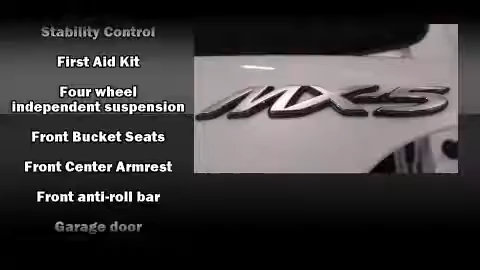 Stability Control
First Aid Kit
Four wheel
independent suspension
Front Bucket Seats
Front Center Armrest
Front anti-roll bar
Garage door
MX-5